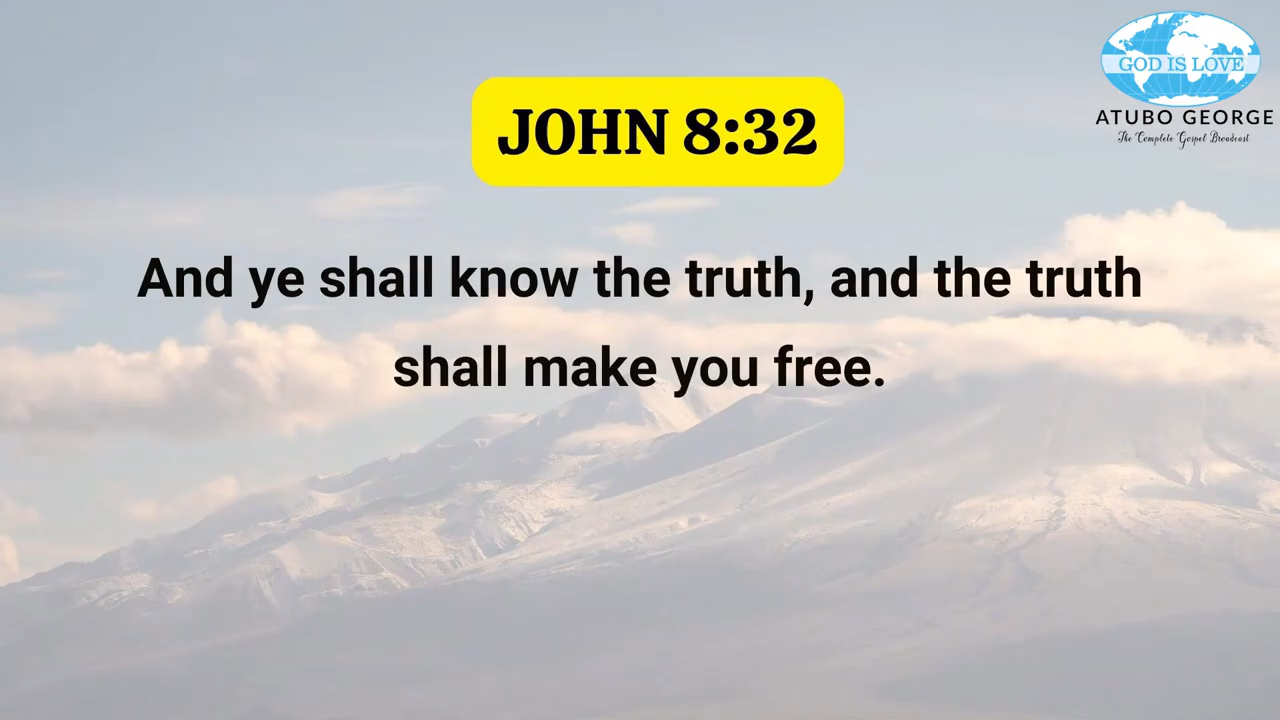 GOD IS LOVE
ATUBO GEORGE
The Complete Gospel Broadcast
JOHN 8:32
And ye shall know the truth, and the truth
shall make you free.